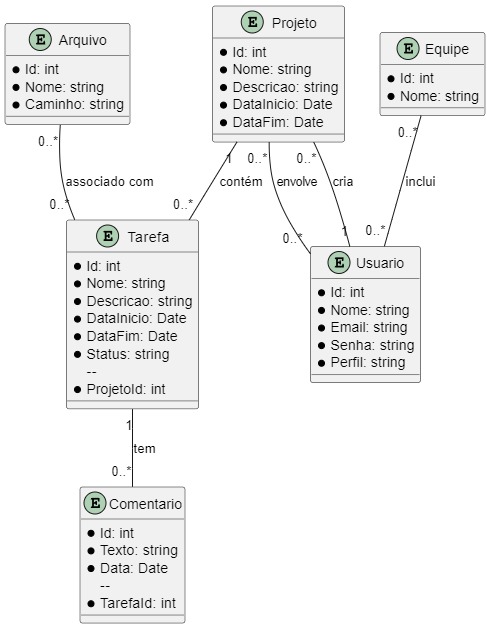 E Arquivo
Id: int
Nome: string
Caminho: string
E Projeto
Id: int
Nome: string
Descricao: string
DataInicio: Date
DataFim: Date
E Equipe
Id: int
Nome: string
0..*
associado com
0..*
1
contém
0..*
0..*
envolve
0..*
0..*
cria
1
0..*
inclui
0..*
E Tarefa
Id: int
Nome: string
Descricao: string
DataInicio: Date
DataFim: Date
Status: string
--
ProjetoId: int
E Usuario
Id: int
Nome: string
Email: string
Senha: string
Perfil: string
1
tem
0..*
E Comentario
Id: int
Texto: string
Data: Date
--
TarefaId: int